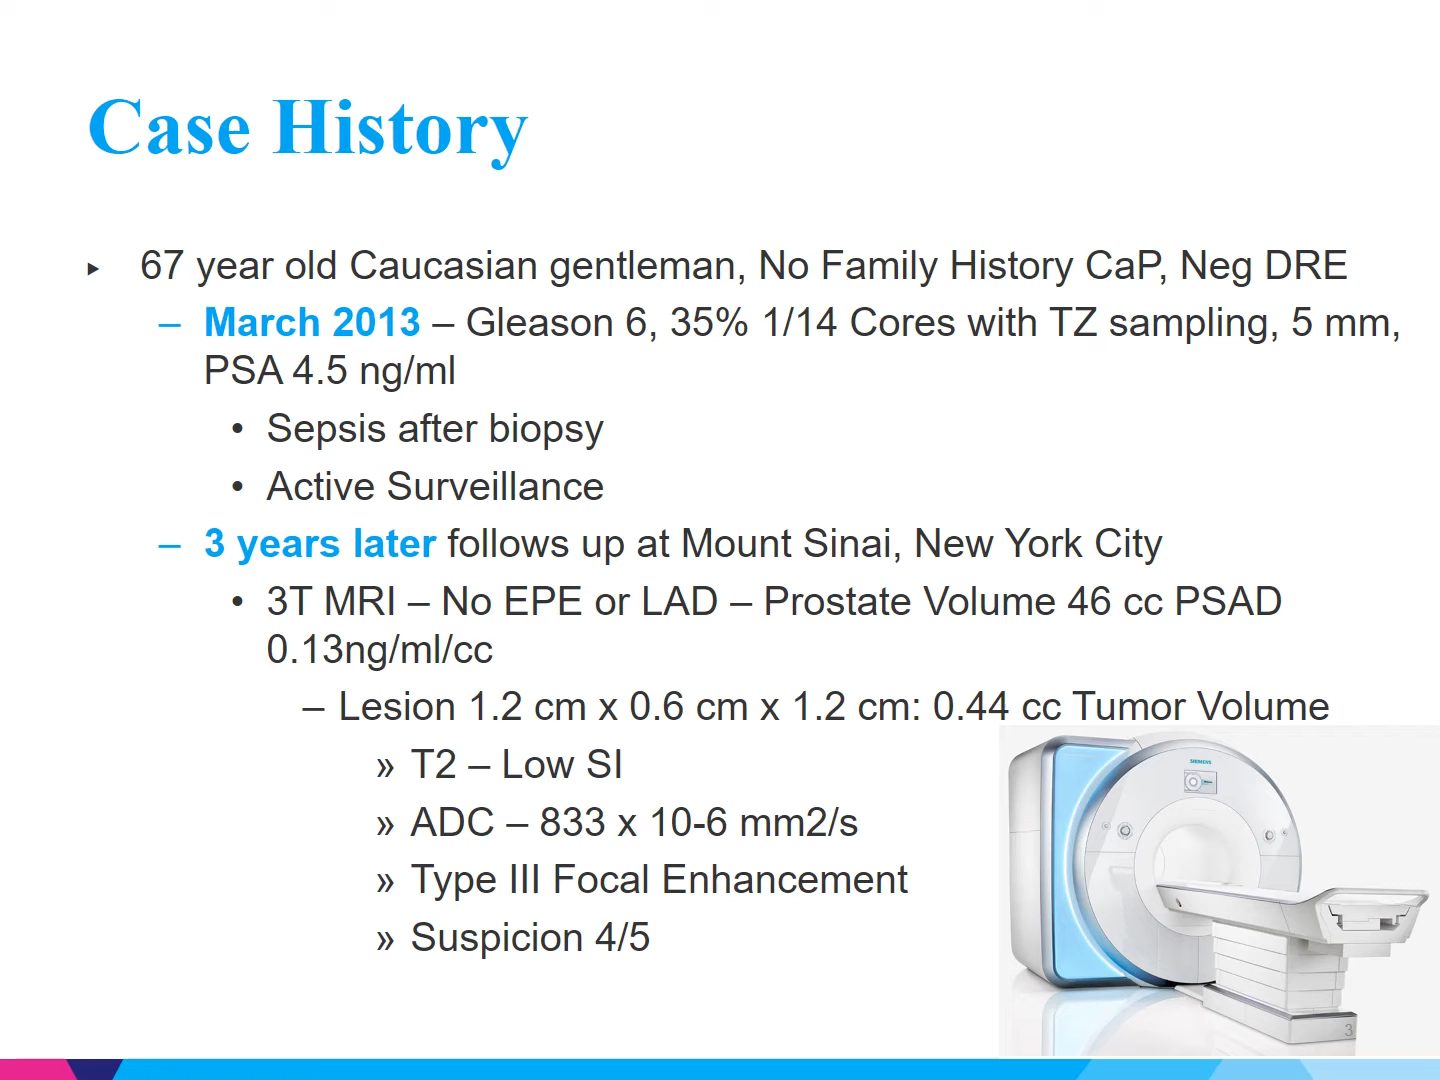 Case History
▸ 67 year old Caucasian gentleman, No Family History CaP, Neg DRE
– March 2013 – Gleason 6, 35% 1/14 Cores with TZ sampling, 5 mm,
PSA 4.5 ng/ml
• Sepsis after biopsy
• Active Surveillance
– 3 years later follows up at Mount Sinai, New York City
• 3T MRI – No EPE or LAD – Prostate Volume 46 cc PSAD
0.13ng/ml/cc
– Lesion 1.2 cm x 0.6 cm x 1.2 cm: 0.44 cc Tumor Volume
» T2 – Low SI
» ADC – 833 x 10-6 mm2/s
» Type III Focal Enhancement
» Suspicion 4/5
SIEMENS
3